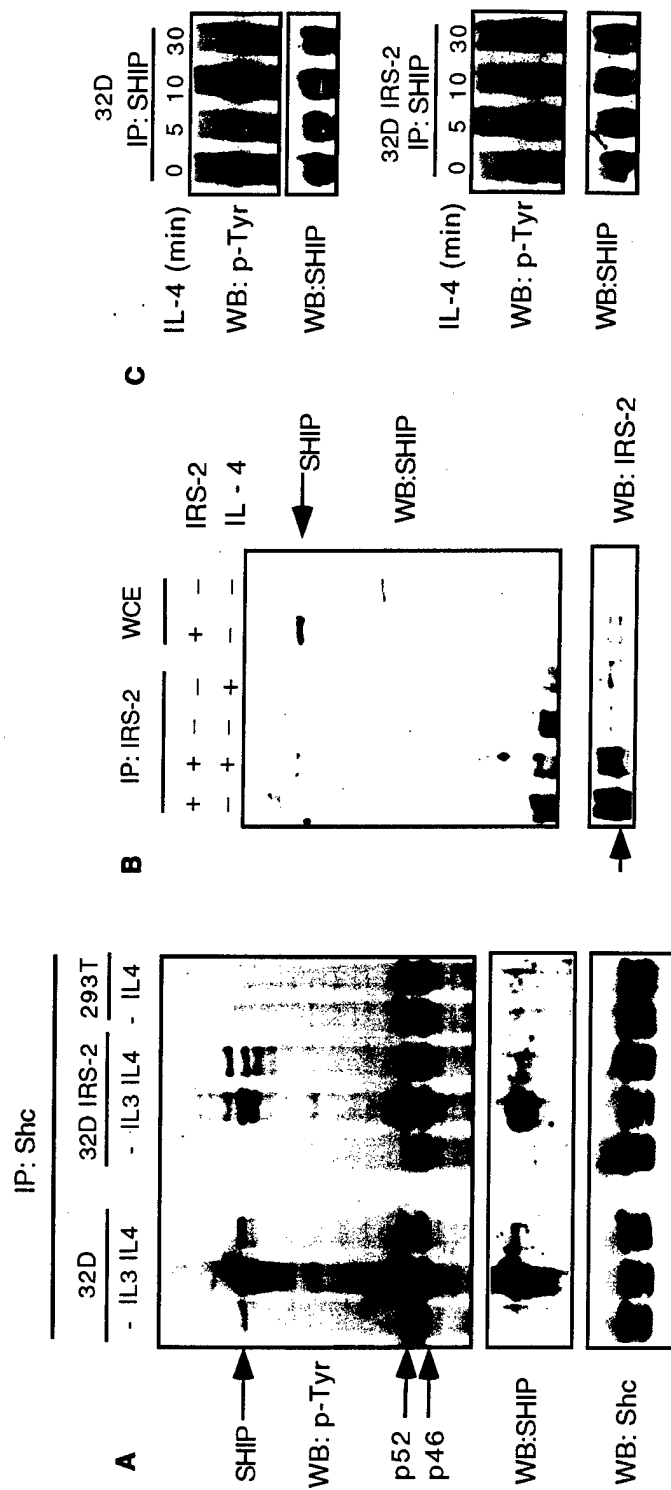 A
IP: Shc
32D 32D IRS-2 293T
- IL3 IL4 - IL3 IL4 - IL4
SHIP
WB: p-Tyr
p52
p46
WB:SHIP
WB: Shc
B
IP: IRS-2 WCE
+ + - - + - IRS-2
- + - + - - IL - 4
SHIP
WB:SHIP
WB: IRS-2
C
32D
IP: SHIP
IL-4 (min) 0 5 10 30
WB: p-Tyr
WB:SHIP
32D IRS-2
IP: SHIP
IL-4 (min) 0 5 10 30
WB: p-Tyr
WB:SHIP